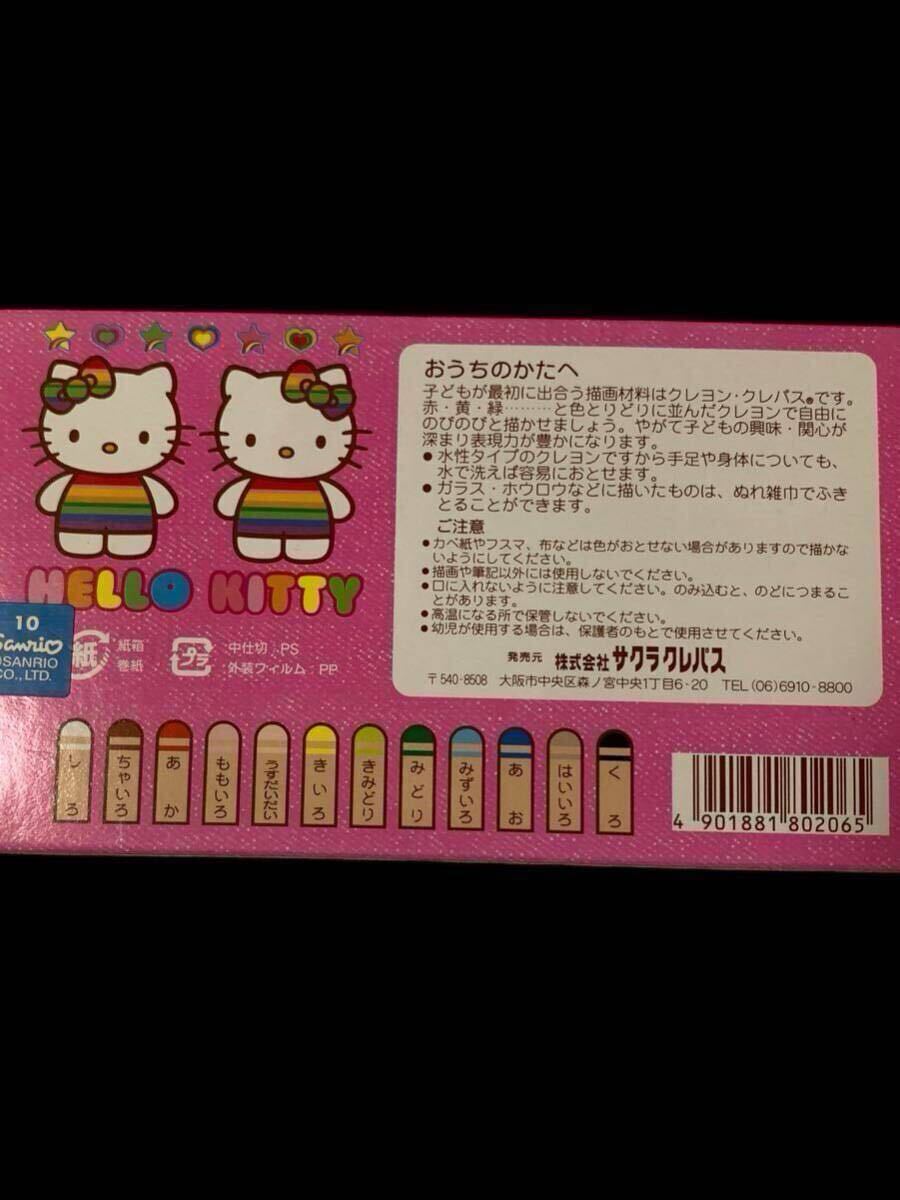 おうちのかたへ
子どもが最初に出合う描画材料はクレヨン・クレパス®です。
赤・黄・緑………と色とりどりに並んだクレヨンで自由に
のびのびと描かせましょう。やがて子どもの興味・関心が
深まり表現力が豊かになります。
●水性タイプのクレヨンですから手足や身体についても、
水で洗えば容易におとせます。
●ガラス・ホウロウなどに描いたものは、ぬれ雑巾でふき
とることができます。
ご注意
●カベ紙やフスマ、布などは色がおとせない場合がありますので描かな
いようにしてください。
●描画や筆記以外には使用しないでください。
●口に入れないように注意してください。のみ込むと、のどにつまるこ
とがあります。
●高温になる所で保管しないでください。
●幼児が使用する場合は、保護者のもとで使用させてください。
発売元 株式会社サクラクレパス
〒540-8508 大阪市中央区森ノ宮中央1丁目6-20 TEL(06)6910-8800
HELLO KITTY
10
Sanrio
©SANRIO
CO., LTD.
紙
紙箱
巻紙
プラ
中仕切:PS
外装フィルム:PP
しろ
ちゃいろ
あか
ももいろ
うすだいだい
きいろ
きみどり
みどり
みずいろ
あお
はいいろ
くろ
4 901881 802065